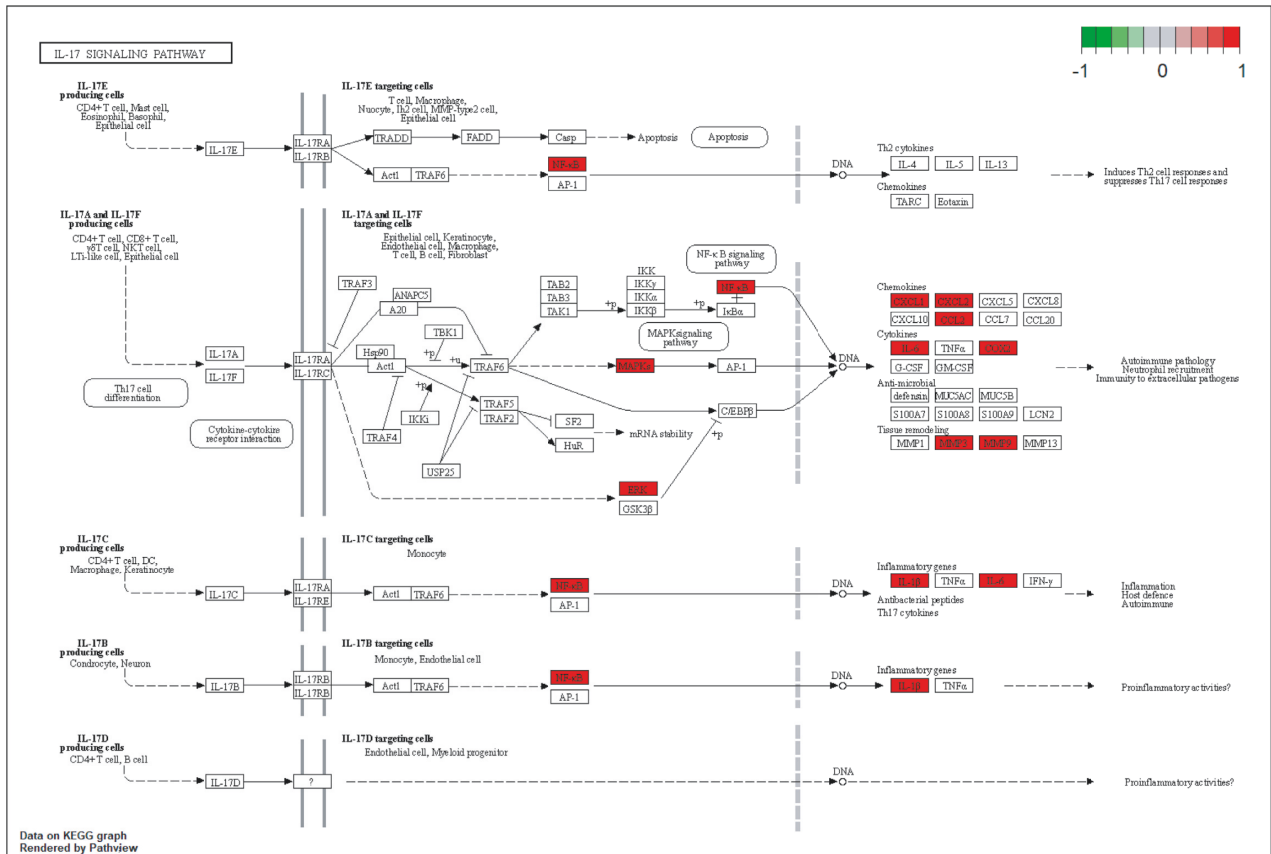 IL-17 SIGNALING PATHWAY
-1 0 1
IL-17E
producing cells
CD4+ T cell, Mast cell,
Eosinophil, Basophil,
Epithelial cell
IL-17E
IL-17RA
IL-17RB
IL-17E targeting cells
T cell, Macrophage,
Nuocyte, Ih2 cell, MMP-type2 cell,
Epithelial cell
TRADD
FADD
Casp
Apoptosis
Apoptosis
Act1
TRAF6
NF-κB
AP-1
DNA
Th2 cytokines
IL-4
IL-5
IL-13
Chemokines
TARC
Eotaxin
Induces Th2 cell responses and
suppresses Th17 cell responses
IL-17A and IL-17F
producing cells
CD4+ T cell, CD8+ T cell,
γδT cell, NKT cell,
LTi-like cell, Epithelial cell
IL-17A
IL-17F
Th17 cell
differentiation
Cytokine-cytokine
receptor interaction
IL-17RA
IL-17RC
IL-17A and IL-17F
targeting cells
Epithelial cell, Keratinocyte,
Endothelial cell, Macrophage,
T cell, B cell, Fibroblast
TRAF3
ANAPC5
A20
TBK1
Hsp90
Act1
+p
+u
TRAF6
+p
IKKi
TRAF4
USP25
TRAF5
TRAF2
SF2
HuR
mRNA stability
TAB2
TAB3
TAK1
+p
IKK
IKKγ
IKKα
IKKβ
+p
NF-κB signaling
pathway
NF-κB
IκBα
MAPK signaling
pathway
MAPKs
AP-1
C/EBPβ
+p
ERK
GSK3β
DNA
Chemokines
CXCL1
CXCL5
CXCL8
CXCL10
CCL2
CCL7
CCL20
Cytokines
IL-6
TNFα
COX2
G-CSF
GM-CSF
Anti-microbial
defensin
MUC5AC
MUC5B
S100A7
S100A8
S100A9
LCN2
Tissue remodeling
MMP1
MMP3
MMP9
MMP13
Autoimmune pathology
Neutrophil recruitment
Immunity to extracellular pathogens
IL-17C
producing cells
CD4+ T cell, DC,
Macrophage, Keratinocyte
IL-17C
IL-17RA
IL-17RE
IL-17C targeting cells
Monocyte
Act1
TRAF6
NF-κB
AP-1
DNA
Inflammatory genes
IL-1β
TNFα
IL-6
IFN-γ
Antibacterial peptides
Th17 cytokines
Inflammation
Host defence
Autoimmune
IL-17B
producing cells
Condrocyte, Neuron
IL-17B
IL-17RB
IL-17RB
IL-17B targeting cells
Monocyte, Endothelial cell
Act1
TRAF6
NF-κB
AP-1
DNA
Inflammatory genes
IL-1β
TNFα
Proinflammatory activities?
IL-17D
producing cells
CD4+ T cell, B cell
IL-17D
?
IL-17D targeting cells
Endothelial cell, Myeloid progenitor
DNA
Proinflammatory activities?
Data on KEGG graph
Rendered by Pathview